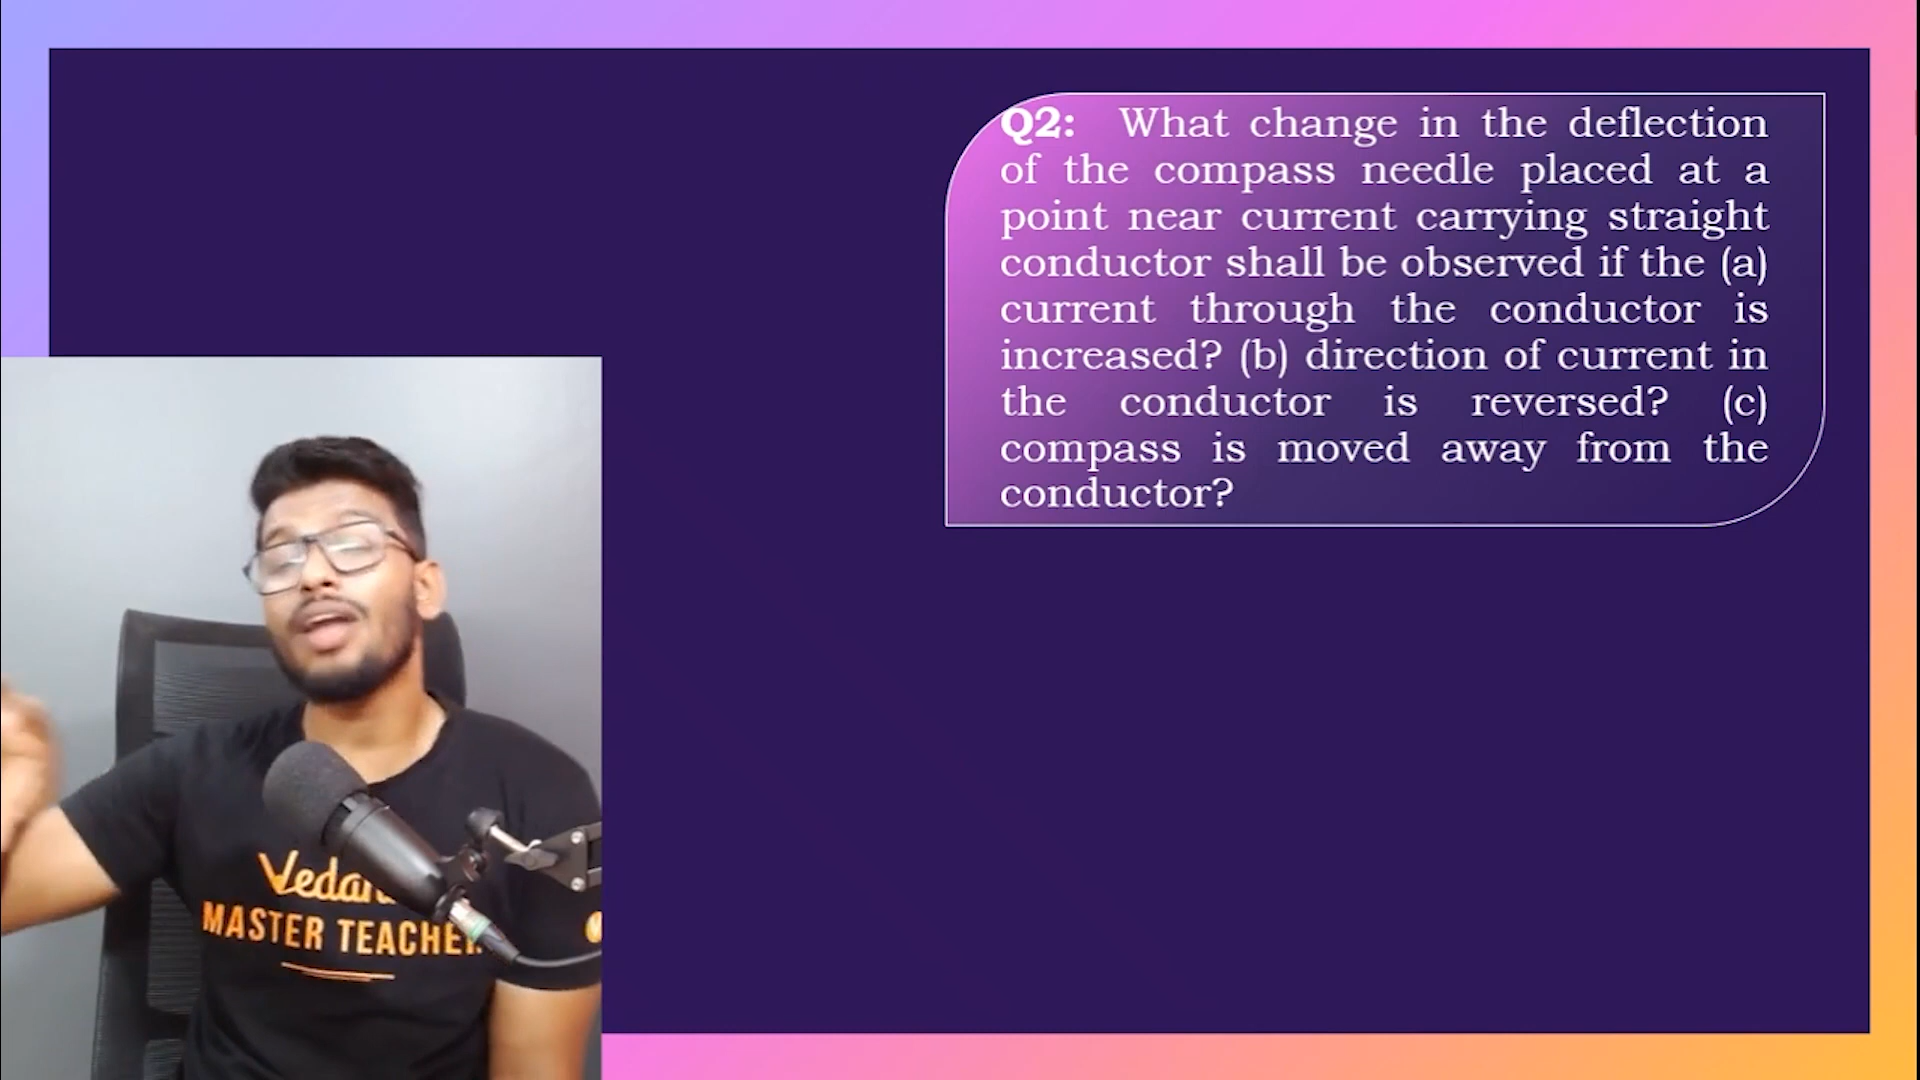 Q2: What change in the deflection
of the compass needle placed at a
point near current carrying straight
conductor shall be observed if the (a)
current through the conductor is
increased? (b) direction of current in
the conductor is reversed? (c)
compass is moved away from the
conductor?
MASTER TEACHER